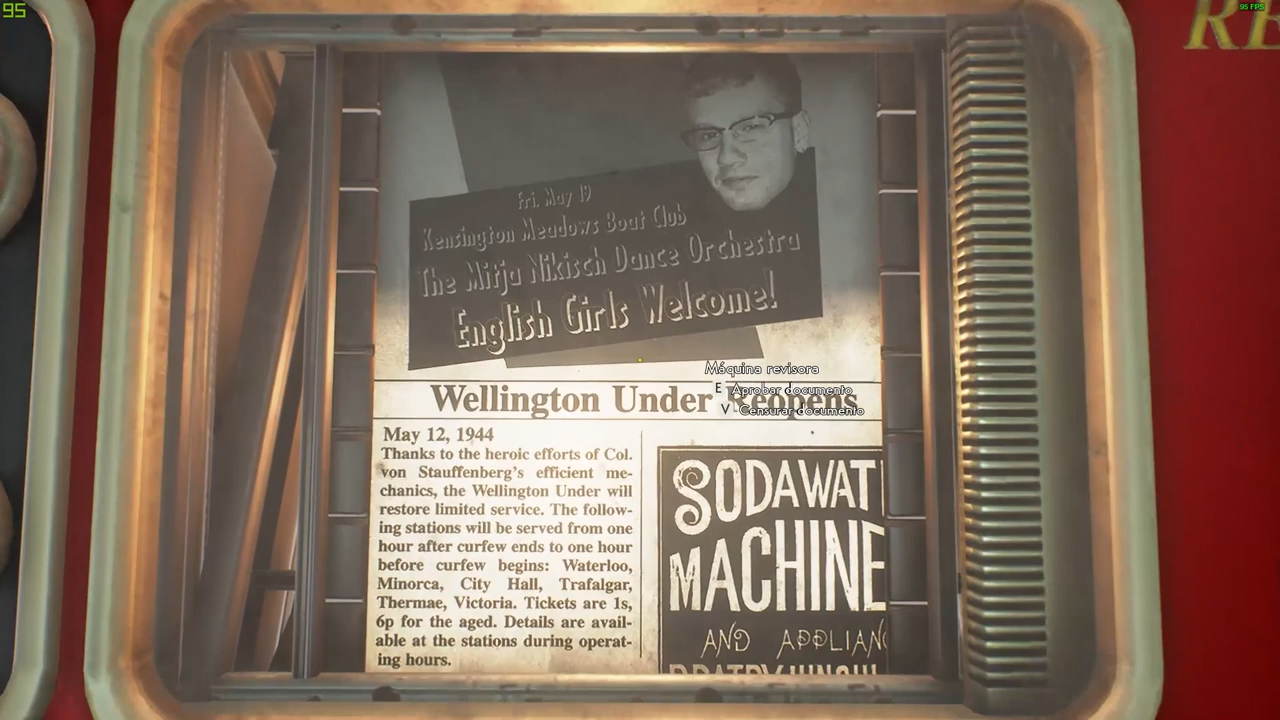 95
95 FPS
RE
Fri. May 19
Kensington Meadows Boat Club
The Mitja Nikisch Dance Orchestra
English Girls Welcome!
Máquina revisora
E Aprobar documento
V Censurar documento
Wellington Under Reopens
May 12, 1944
Thanks to the heroic efforts of Col.
von Stauffenberg's efficient me-
chanics, the Wellington Under will
restore limited service. The follow-
ing stations will be served from one
hour after curfew ends to one hour
before curfew begins: Waterloo,
Minorca, City Hall, Trafalgar,
Thermae, Victoria. Tickets are 1s,
6p for the aged. Details are avail-
able at the stations during operat-
ing hours.
SODAWAT
MACHINE
AND APPLIAN